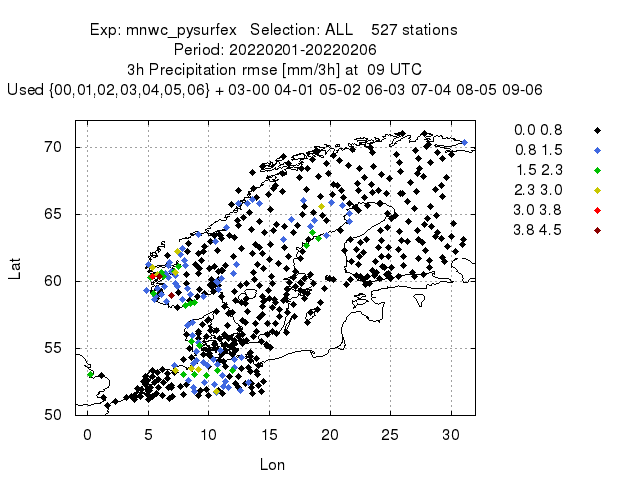 Exp: mnwc_pysurfex   Selection: ALL    527 stations
Period: 20220201-20220206
3h Precipitation rmse [mm/3h] at  09 UTC
Used {00,01,02,03,04,05,06} + 03-00 04-01 05-02 06-03 07-04 08-05 09-06
0.0 0.8
0.8 1.5
1.5 2.3
2.3 3.0
3.0 3.8
3.8 4.5
70
65
60
55
50
Lat
0 5 10 15 20 25 30
Lon